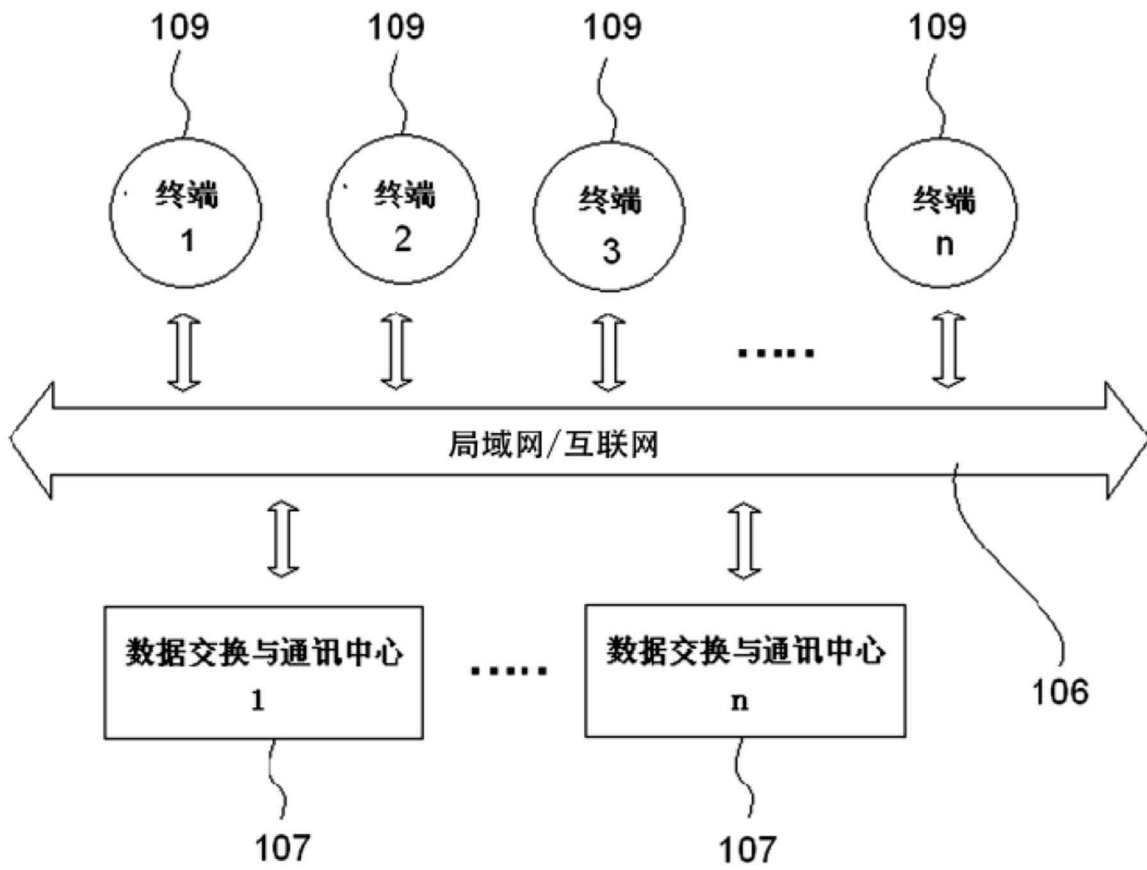 109 109 109 109
终端 终端 终端 终端
1 2 3 n
.....
局域网/互联网
数据交换与通讯中心 ..... 数据交换与通讯中心
1 n
106
107 107